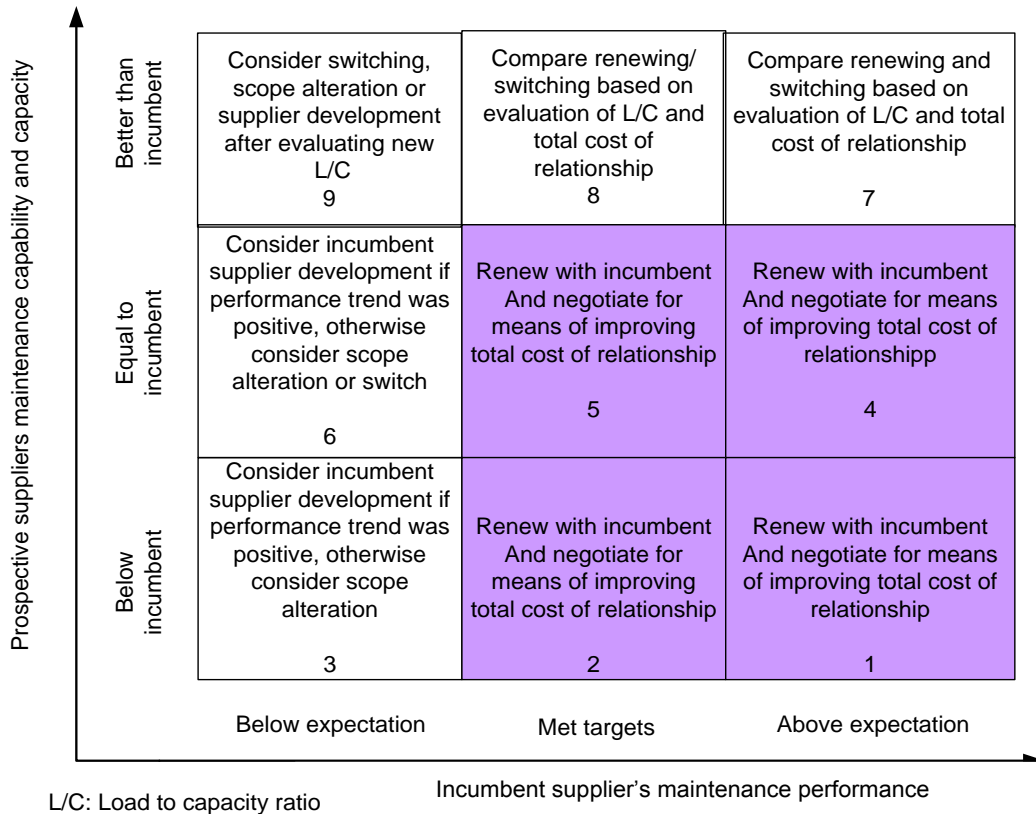 Prospective suppliers maintenance capability and capacity
Better than
incumbent
Consider switching,
scope alteration or
supplier development
after evaluating new
L/C
9
Compare renewing/
switching based on
evaluation of L/C and
total cost of
relationship
8
Compare renewing and
switching based on
evaluation of L/C and total
cost of relationship
7
Equal to
incumbent
Consider incumbent
supplier development if
performance trend was
positive, otherwise
consider scope
alteration or switch
6
Renew with incumbent
And negotiate for
means of improving
total cost of relationship
5
Renew with incumbent
And negotiate for means
of improving total cost of
relationshipp
4
Below
incumbent
Consider incumbent
supplier development if
performance trend was
positive, otherwise
consider scope
alteration
3
Renew with incumbent
And negotiate for
means of improving
total cost of relationship
2
Renew with incumbent
And negotiate for means
of improving total cost of
relationship
1
Below expectation
Met targets
Above expectation
Incumbent supplier’s maintenance performance
L/C: Load to capacity ratio